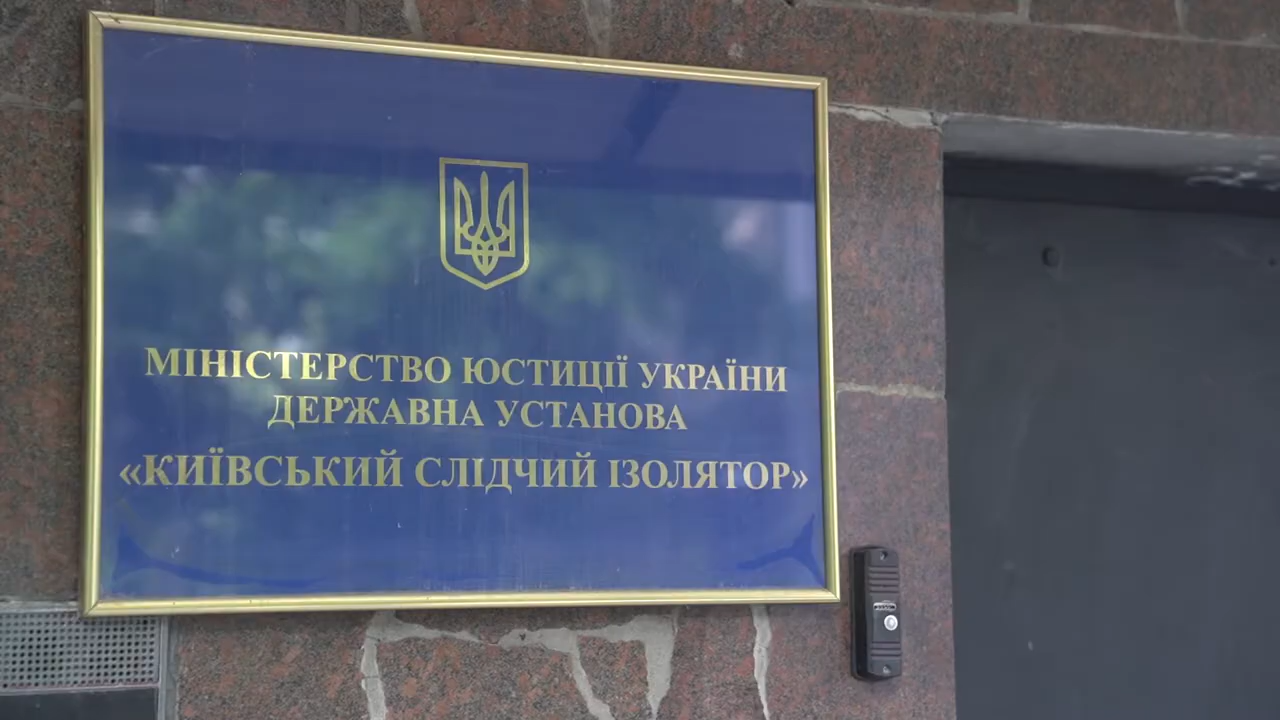 МІНІСТЕРСТВО ЮСТИЦІЇ УКРАЇНИ
ДЕРЖАВНА УСТАНОВА
«КИЇВСЬКИЙ СЛІДЧИЙ ІЗОЛЯТОР»